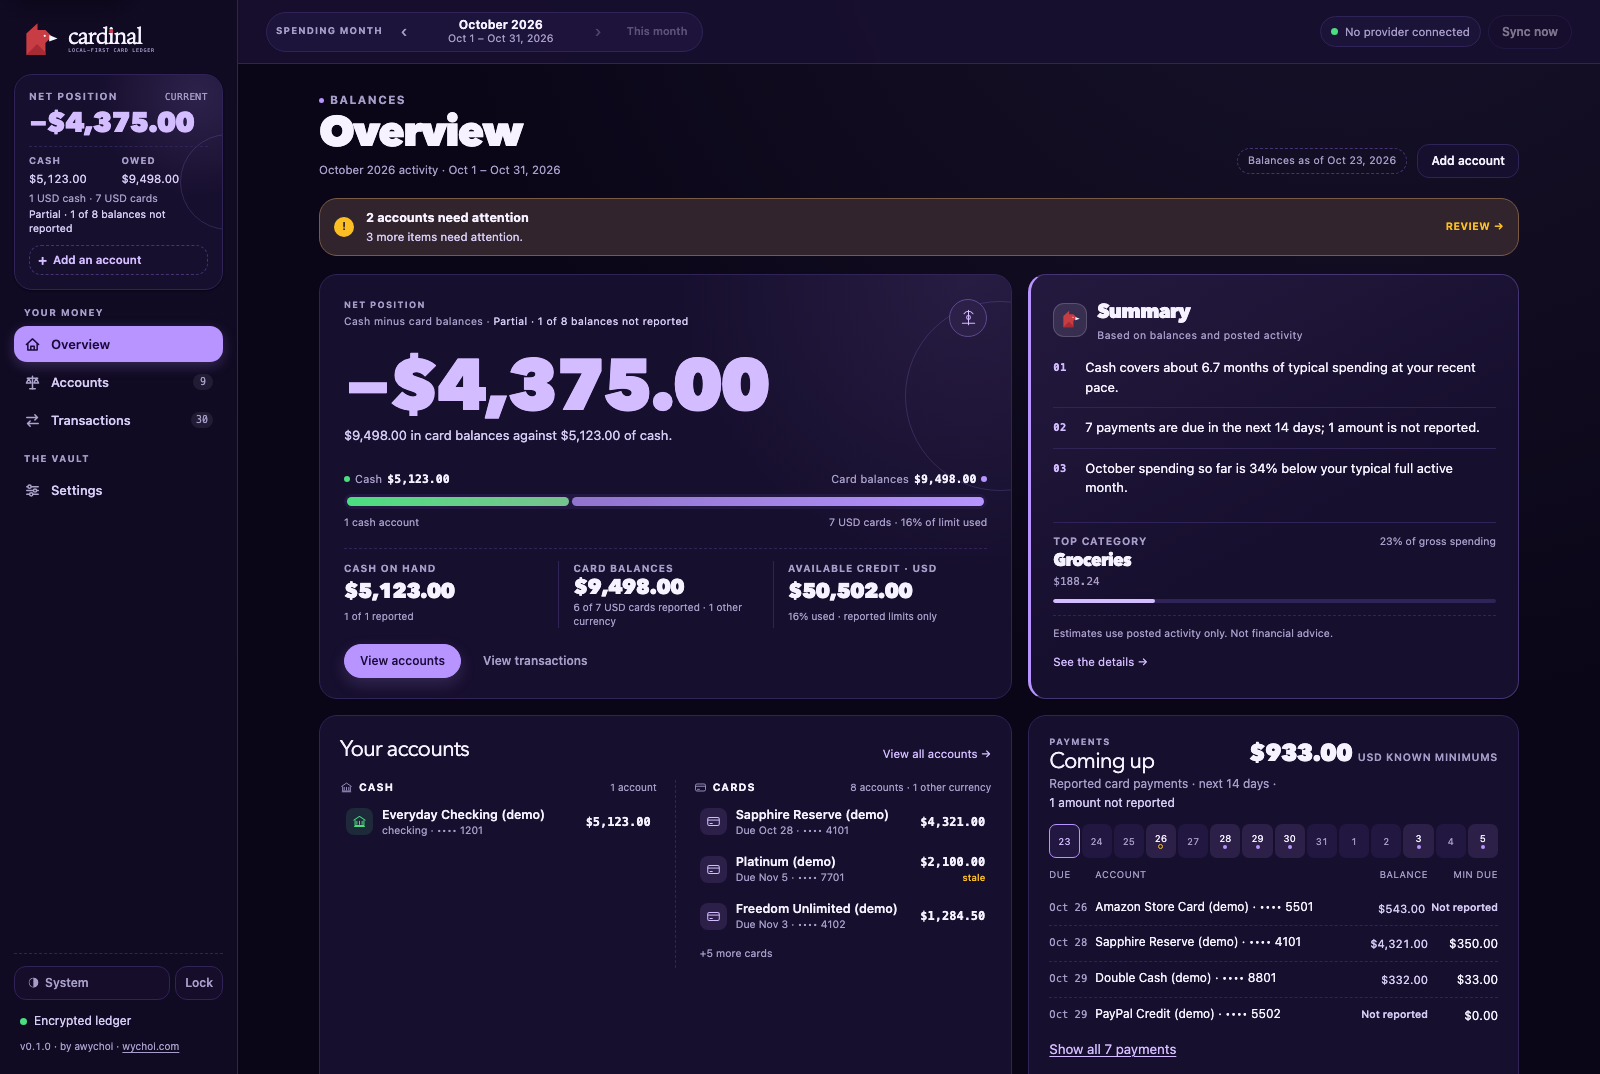 cardinal
LOCAL-FIRST CARD LEDGER
NET POSITION CURRENT
−$4,375.00
CASH OWED
$5,123.00 $9,498.00
1 USD cash · 7 USD cards
Partial · 1 of 8 balances not
reported
+ Add an account
YOUR MONEY
Overview
Accounts 9
Transactions 30
THE VAULT
Settings
System Lock
Encrypted ledger
v0.1.0 · by awychoi · wychoi.com
SPENDING MONTH ‹ October 2026 › This month
Oct 1 – Oct 31, 2026
No provider connected Sync now
BALANCES
Overview
October 2026 activity · Oct 1 – Oct 31, 2026
Balances as of Oct 23, 2026 Add account
! 2 accounts need attention
3 more items need attention.
REVIEW →
NET POSITION
Cash minus card balances · Partial · 1 of 8 balances not reported
−$4,375.00
$9,498.00 in card balances against $5,123.00 of cash.
Cash $5,123.00 Card balances $9,498.00
1 cash account 7 USD cards · 16% of limit used
CASH ON HAND
$5,123.00
1 of 1 reported
CARD BALANCES
$9,498.00
6 of 7 USD cards reported · 1 other
currency
AVAILABLE CREDIT · USD
$50,502.00
16% used · reported limits only
View accounts View transactions
Summary
Based on balances and posted activity
01 Cash covers about 6.7 months of typical spending at your recent
pace.
02 7 payments are due in the next 14 days; 1 amount is not reported.
03 October spending so far is 34% below your typical full active
month.
TOP CATEGORY 23% of gross spending
Groceries
$188.24
Estimates use posted activity only. Not financial advice.
See the details →
Your accounts View all accounts →
CASH 1 account
Everyday Checking (demo) $5,123.00
checking · •••• 1201
CARDS 8 accounts · 1 other currency
Sapphire Reserve (demo) $4,321.00
Due Oct 28 · •••• 4101
Platinum (demo) $2,100.00
Due Nov 5 · •••• 7701 stale
Freedom Unlimited (demo) $1,284.50
Due Nov 3 · •••• 4102
+5 more cards
PAYMENTS
Coming up $933.00 USD KNOWN MINIMUMS
Reported card payments · next 14 days ·
1 amount not reported
23 24 25 26 27 28 29 30 31 1 2 3 4 5
DUE ACCOUNT BALANCE MIN DUE
Oct 26 Amazon Store Card (demo) · •••• 5501 $543.00 Not reported
Oct 28 Sapphire Reserve (demo) · •••• 4101 $4,321.00 $350.00
Oct 29 Double Cash (demo) · •••• 8801 $332.00 $33.00
Oct 29 PayPal Credit (demo) · •••• 5502 Not reported $0.00
Show all 7 payments